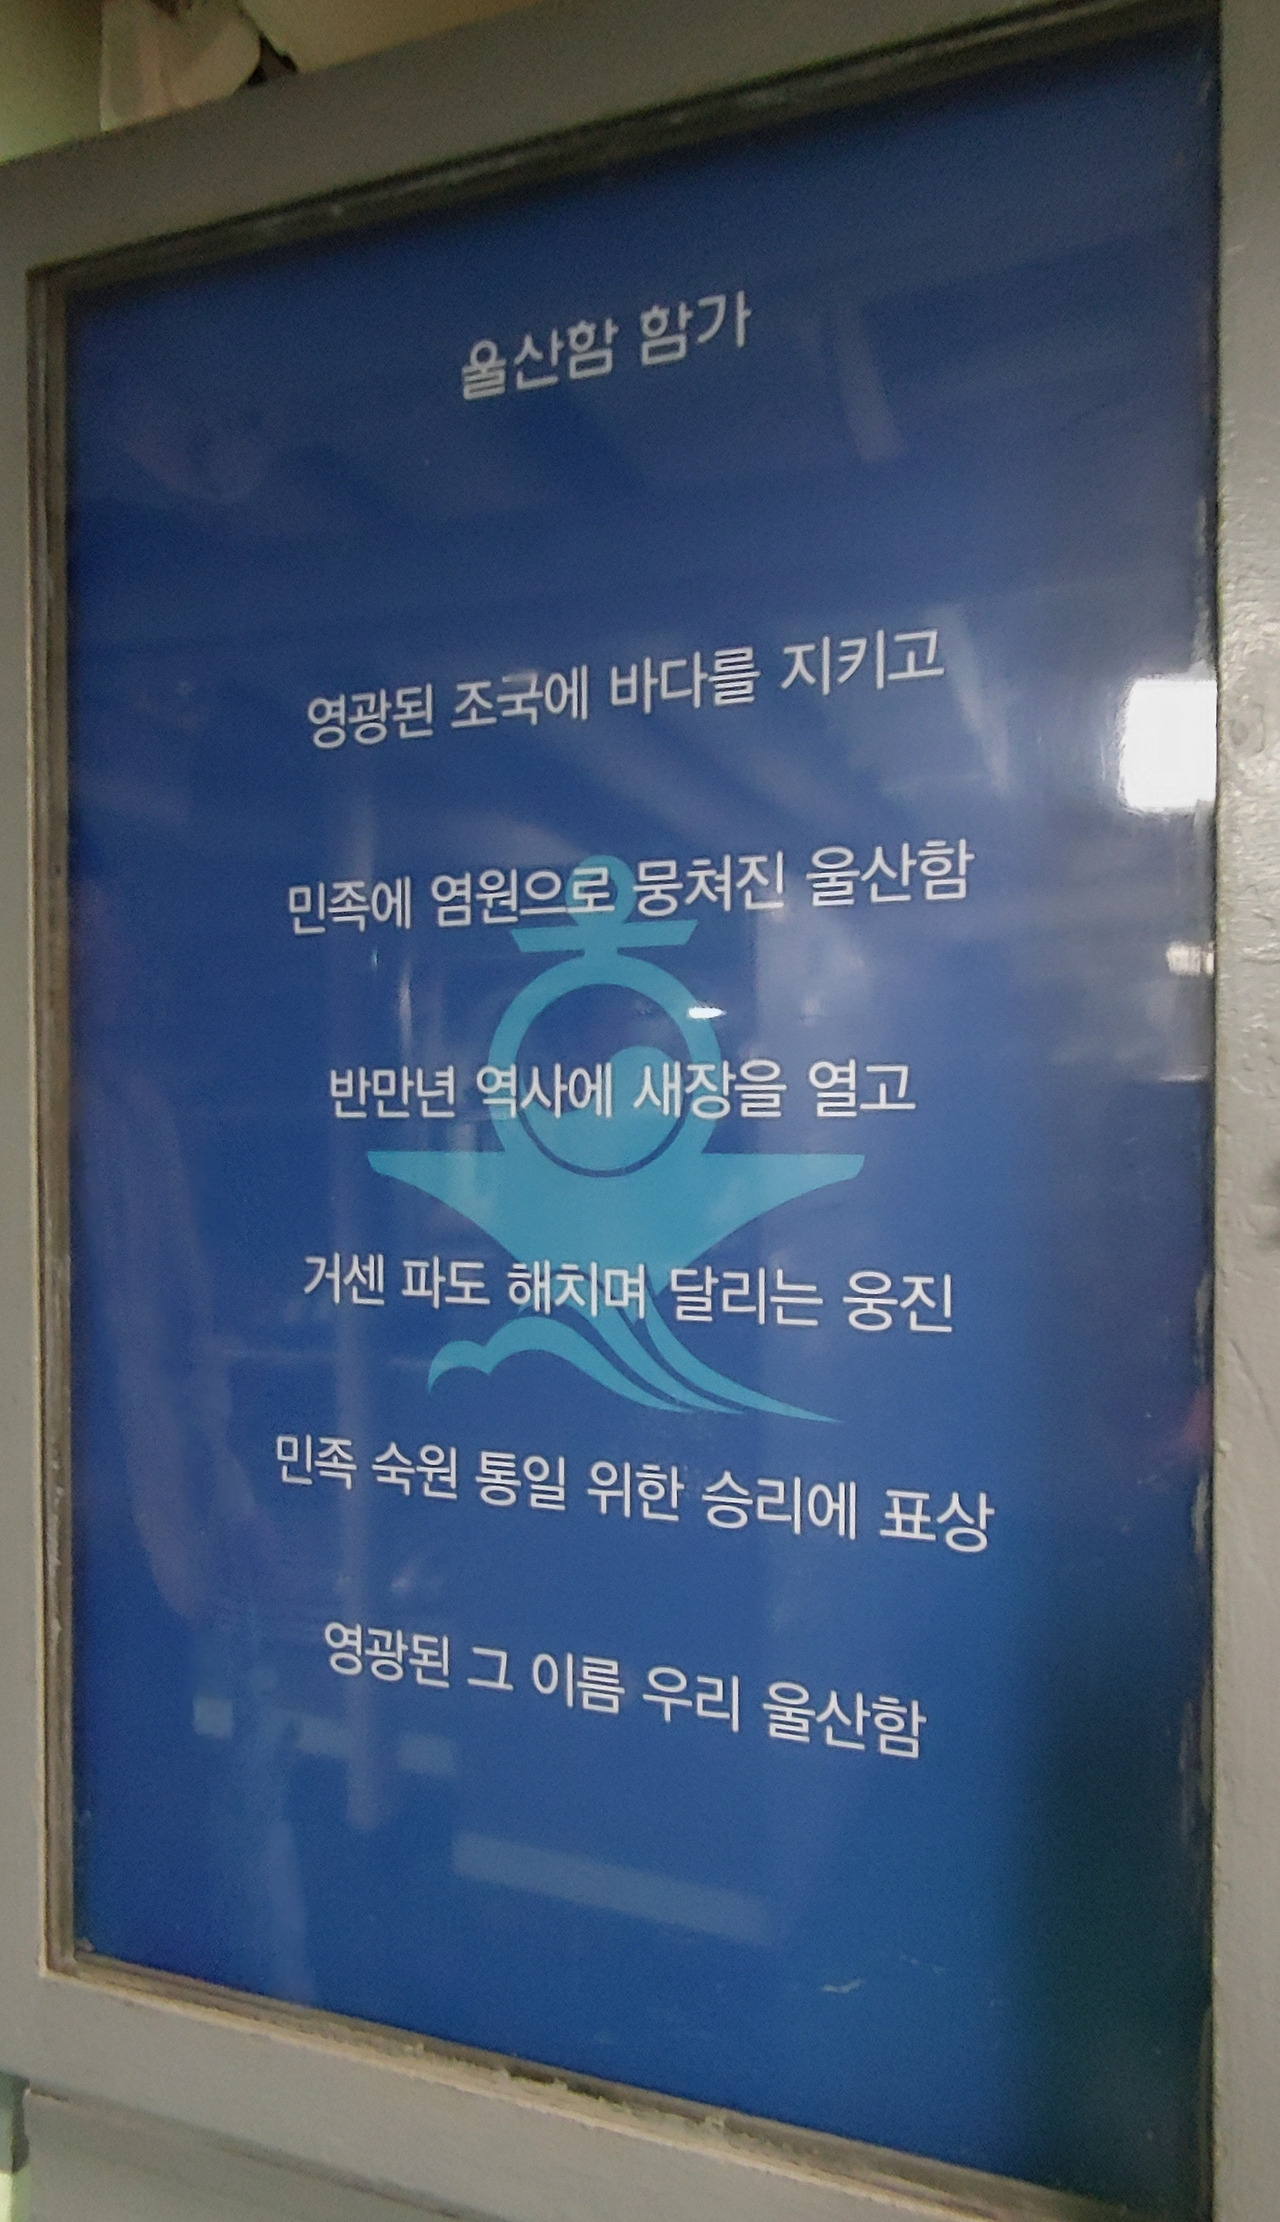 울산함 함가
영광된 조국에 바다를 지키고
민족에 염원으로 뭉쳐진 울산함
반만년 역사에 새장을 열고
거센 파도 해치며 달리는 웅진
민족 숙원 통일 위한 승리에 표상
영광된 그 이름 우리 울산함